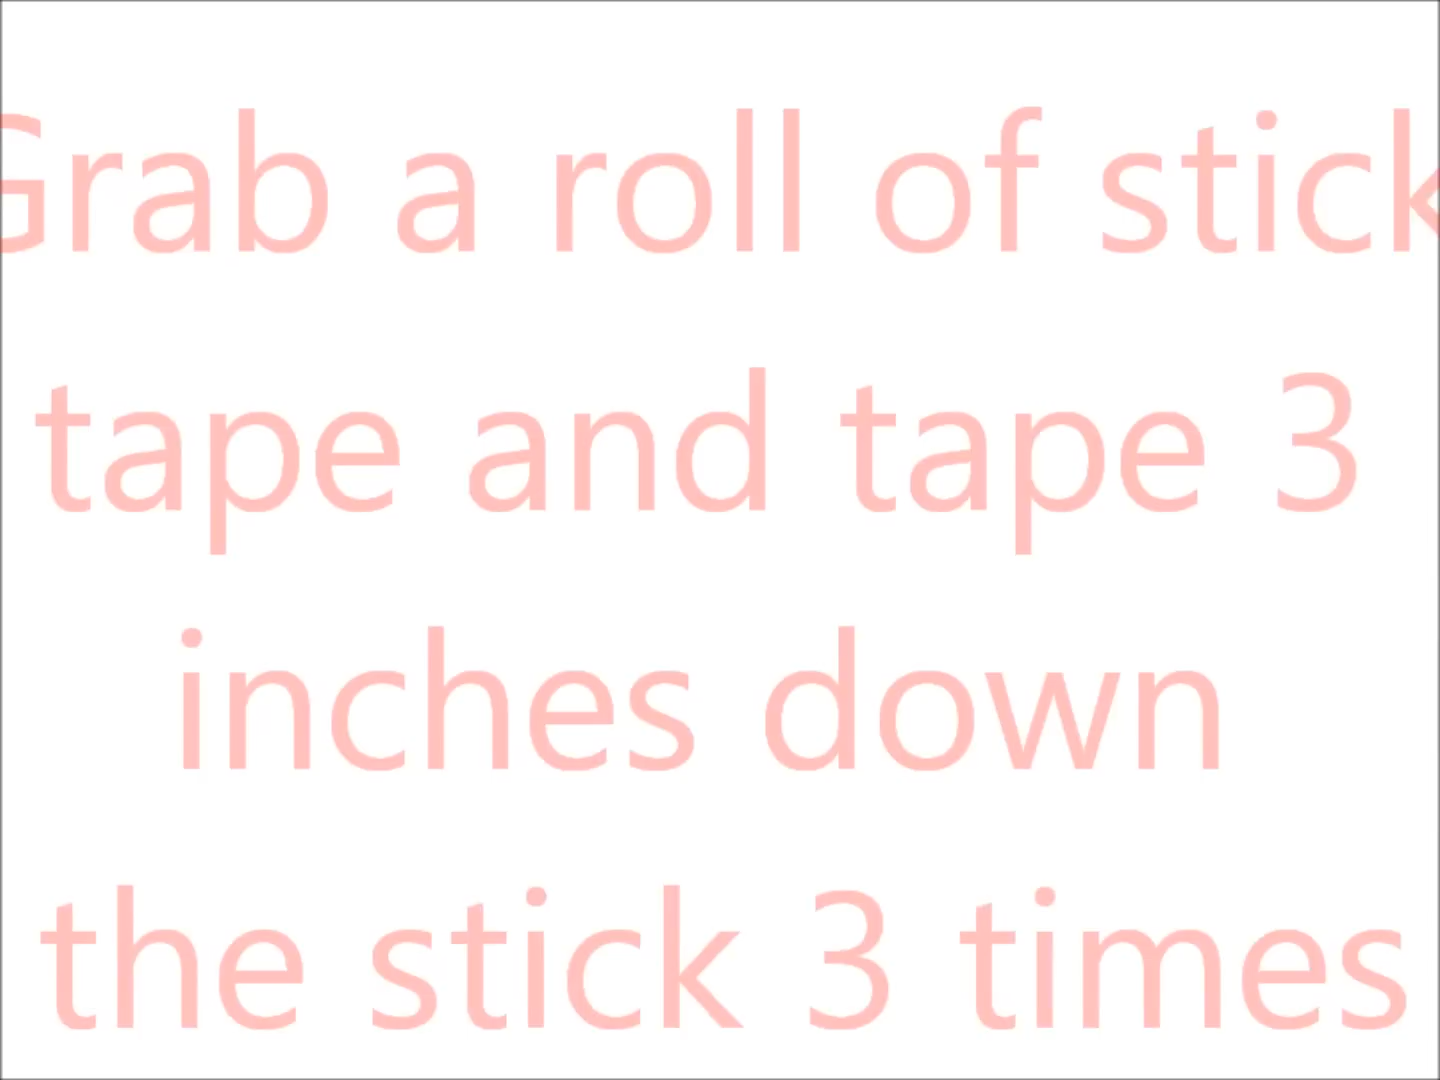 Grab a roll of stick
tape and tape 3
inches down
the stick 3 times